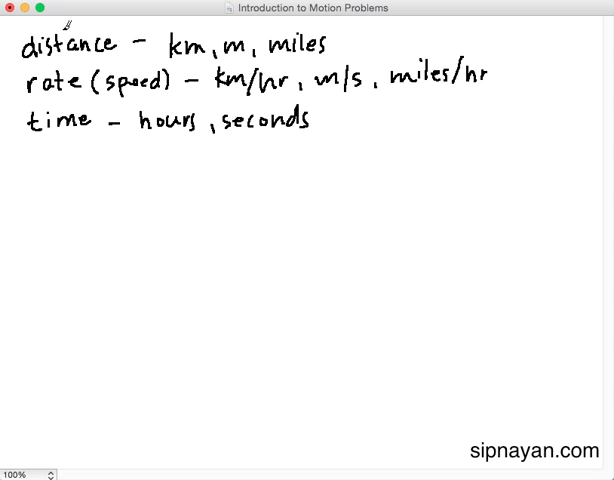 Introduction to Motion Problems
distance - km, m, miles
rate (speed) - km/hr, m/s, miles/hr
time - hours, seconds
sipnayan.com
100%